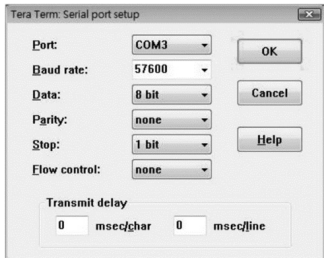 Tera Term: Serial port setup
Port: COM3 OK
Baud rate: 57600
Data: 8 bit Cancel
Parity: none
Stop: 1 bit Help
Flow control: none
Transmit delay
0 msec/char 0 msec/line